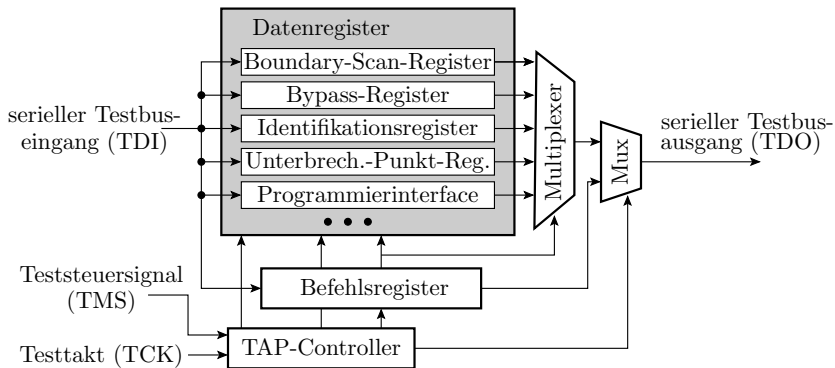 Datenregister
Boundary-Scan-Register
Bypass-Register
Identifikationsregister
Unterbrech.-Punkt-Reg.
Programmierinterface
serieller Testbus-
eingang (TDI)
Multiplexer
Mux
serieller Testbus-
ausgang (TDO)
Befehlsregister
Teststeuersignal
(TMS)
Testtakt (TCK)
TAP-Controller